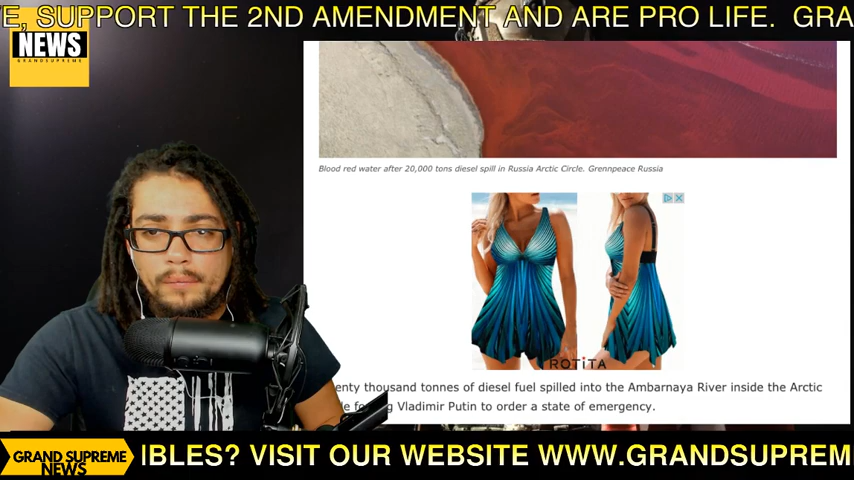 E, SUPPORT THE 2ND AMENDMENT AND ARE PRO LIFE. GRA
NEWS
GRANDSUPREME
Blood red water after 20,000 tons diesel spill in Russia Arctic Circle. Grennpeace Russia
ROTITA
enty thousand tonnes of diesel fuel spilled into the Ambarnaya River inside the Arctic
Vladimir Putin to order a state of emergency.
GRAND SUPREME
NEWS
IBLES? VISIT OUR WEBSITE WWW.GRANDSUPREM